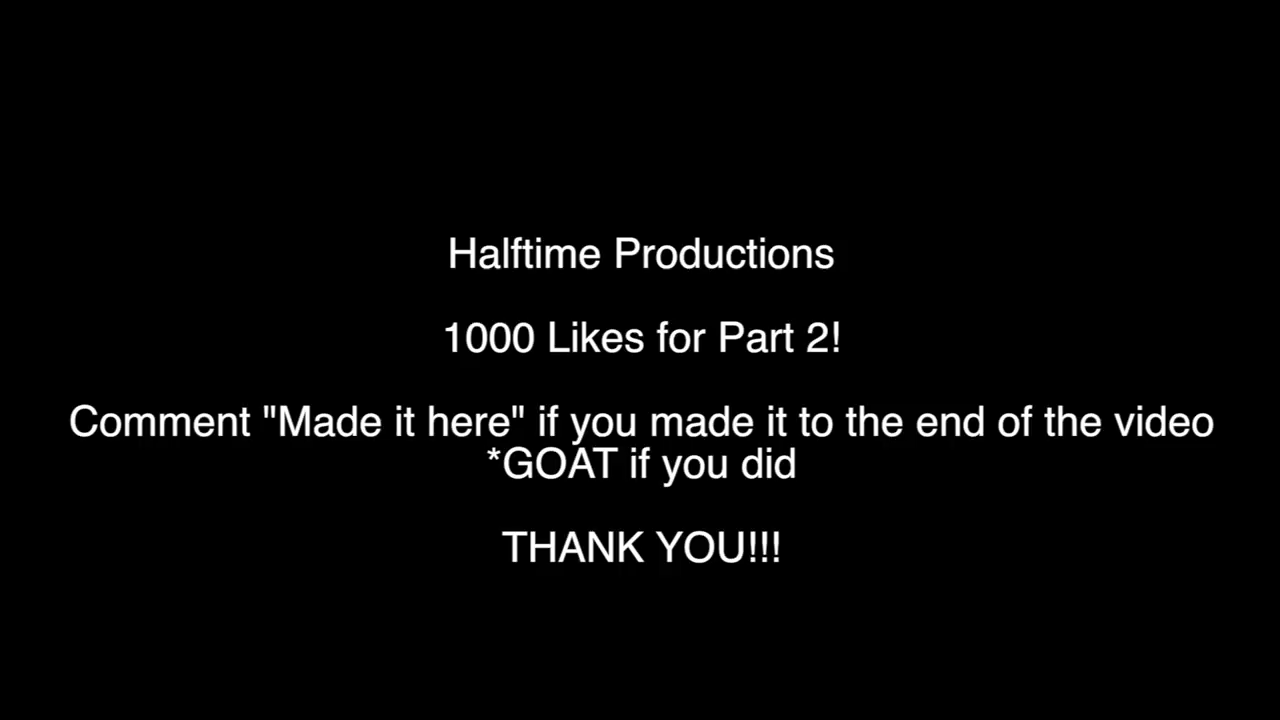 Halftime Productions
1000 Likes for Part 2!
Comment "Made it here" if you made it to the end of the video
*GOAT if you did
THANK YOU!!!